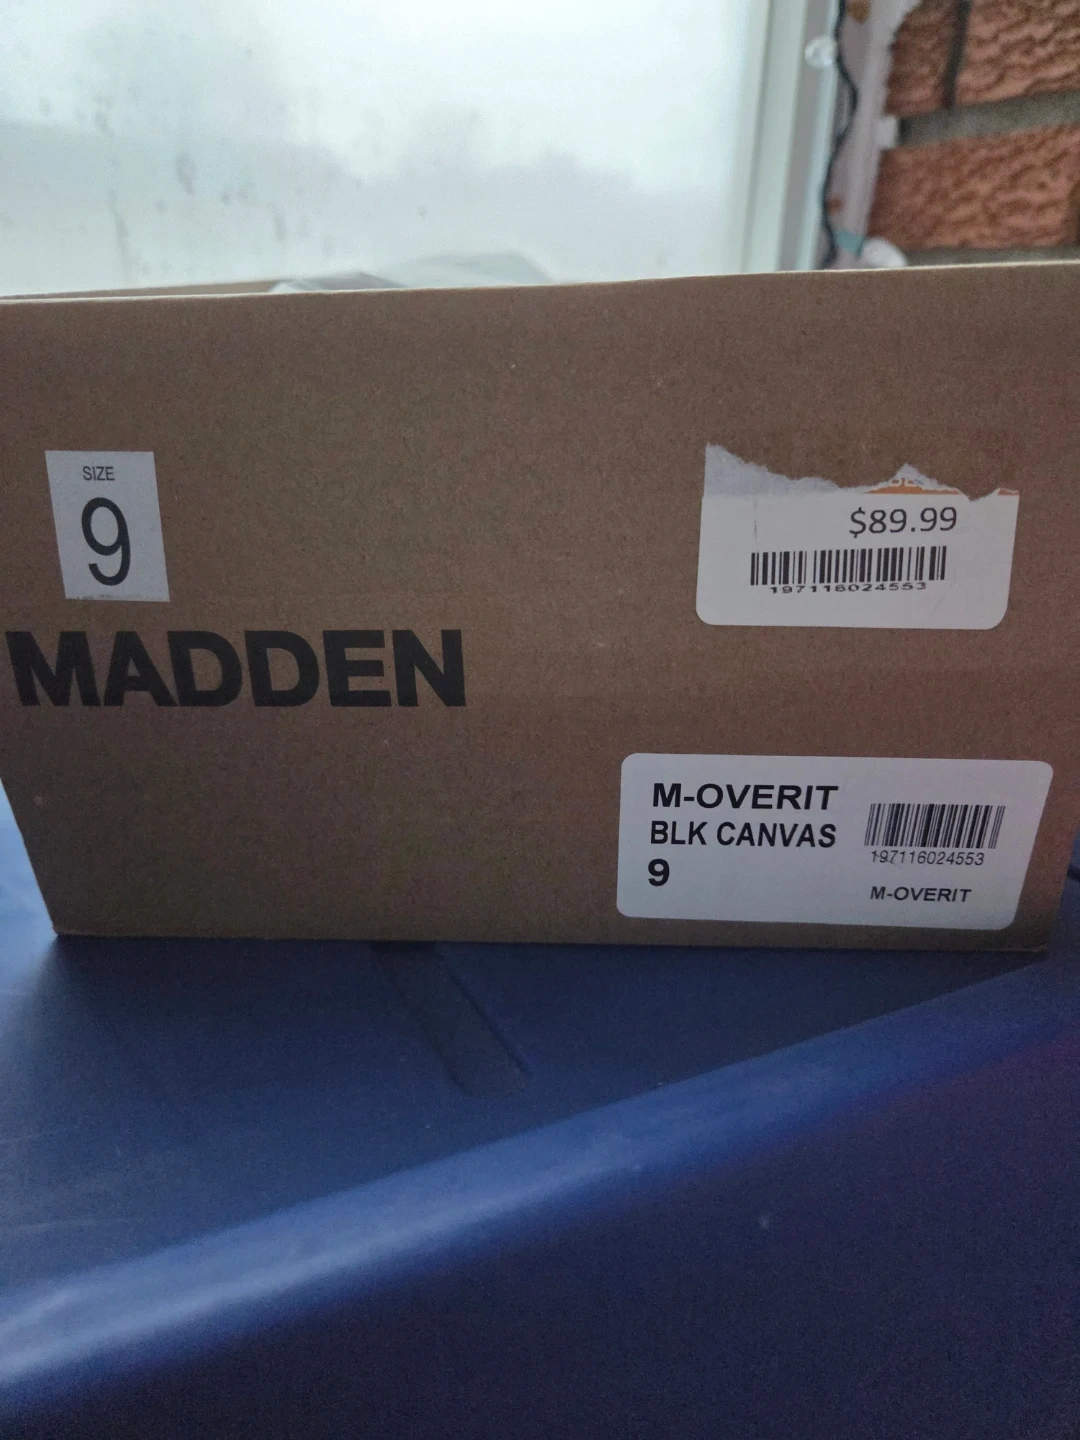 SIZE
9
MADDEN
$89.99
197116024553
M-OVERIT
BLK CANVAS
9
197116024553
M-OVERIT